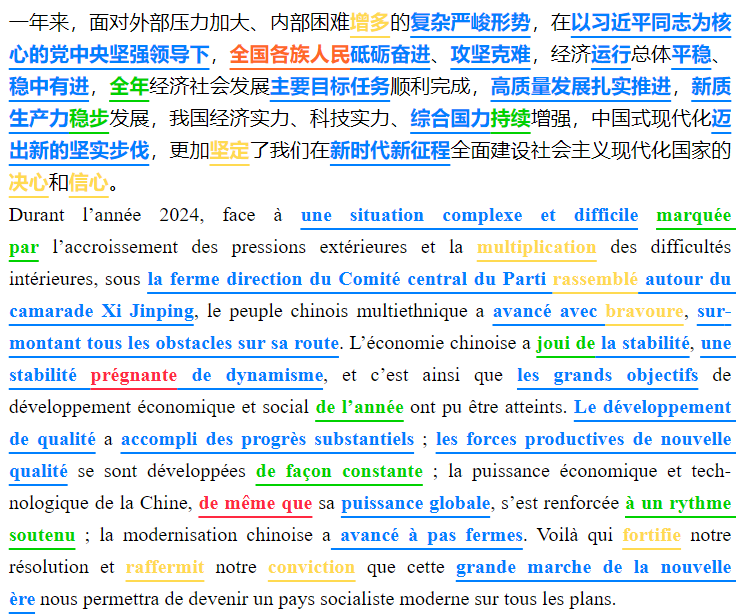 一年来，面对外部压力加大、内部困难增多的复杂严峻形势，在以习近平同志为核
心的党中央坚强领导下，全国各族人民砥砺奋进、攻坚克难，经济运行总体平稳、
稳中有进，全年经济社会发展主要目标任务顺利完成，高质量发展扎实推进，新质
生产力稳步发展，我国经济实力、科技实力、综合国力持续增强，中国式现代化迈
出新的坚实步伐，更加坚定了我们在新时代新征程全面建设社会主义现代化国家的
决心和信心。
Durant l’année 2024, face à une situation complexe et difficile marquée
par l’accroissement des pressions extérieures et la multiplication des difficultés
intérieures, sous la ferme direction du Comité central du Parti rassemblé autour du
camarade Xi Jinping, le peuple chinois multiethnique a avancé avec bravoure, sur-
montant tous les obstacles sur sa route. L’économie chinoise a joui de la stabilité, une
stabilité prégnante de dynamisme, et c’est ainsi que les grands objectifs de
développement économique et social de l’année ont pu être atteints. Le développement
de qualité a accompli des progrès substantiels ; les forces productives de nouvelle
qualité se sont développées de façon constante ; la puissance économique et tech-
nologique de la Chine, de même que sa puissance globale, s’est renforcée à un rythme
soutenu ; la modernisation chinoise a avancé à pas fermes. Voilà qui fortifie notre
résolution et raffermit notre conviction que cette grande marche de la nouvelle
ère nous permettra de devenir un pays socialiste moderne sur tous les plans.